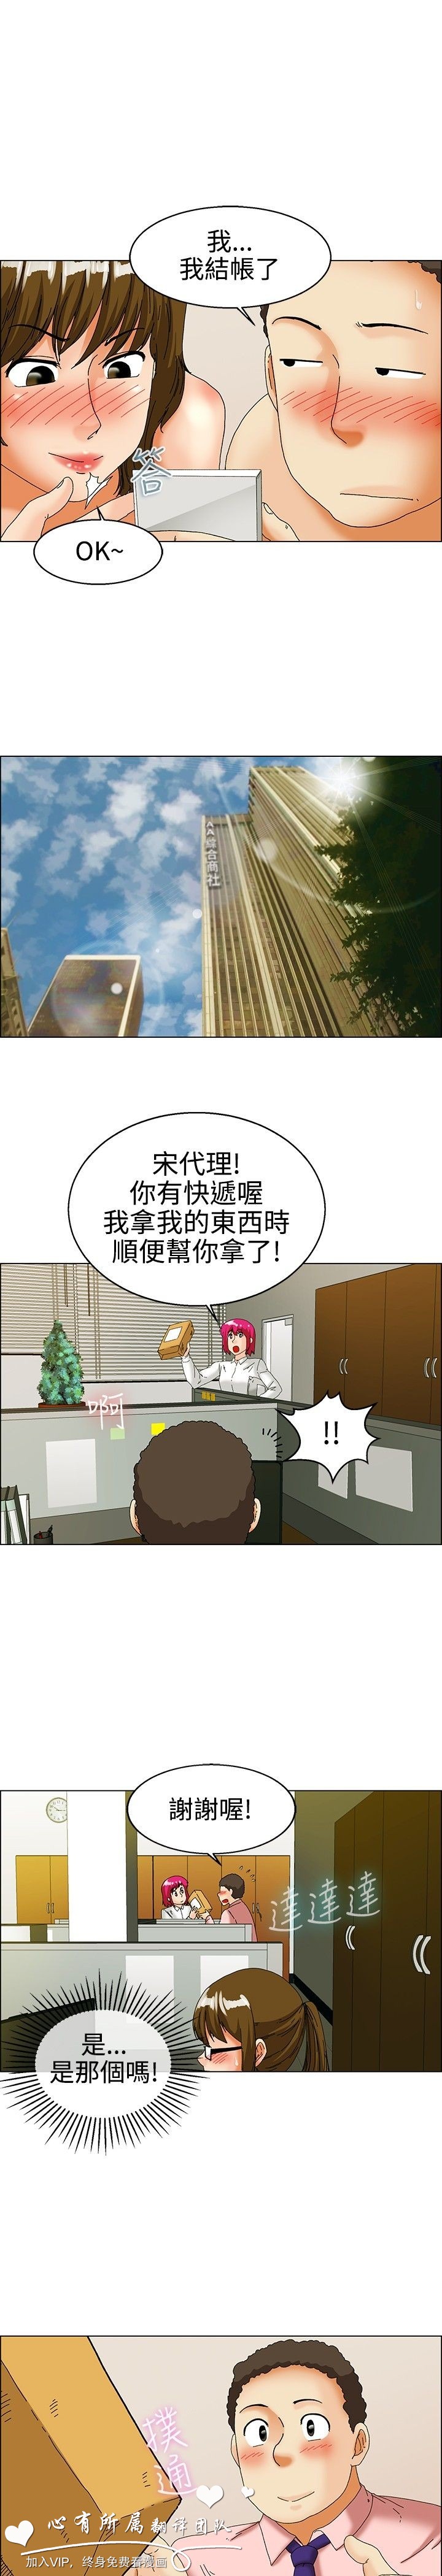 我...
我結帳了
答
OK~
AA綜合商社
宋代理!
你有快遞喔
我拿我的東西時
順便幫你拿了!
啊
!!
謝謝喔!
達達達
是...
是那個嗎!
撲
通
心有所属翻译团队
加入VIP，终身免费看漫画